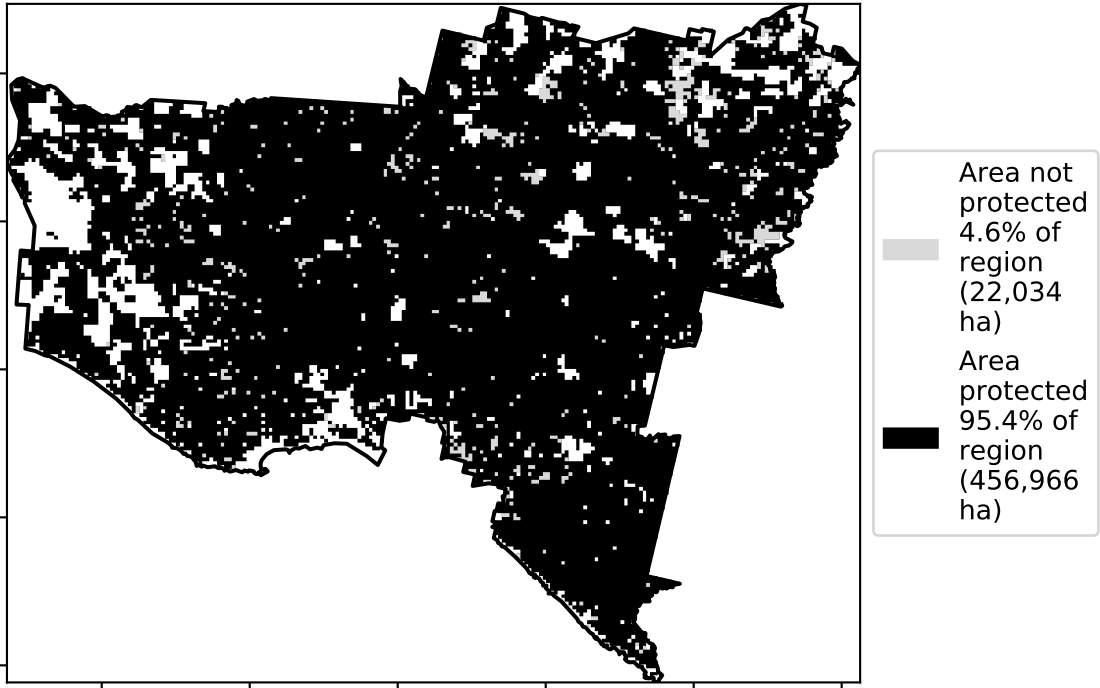 Area not
protected
4.6% of
region
(22,034
ha)
Area
protected
95.4% of
region
(456,966
ha)